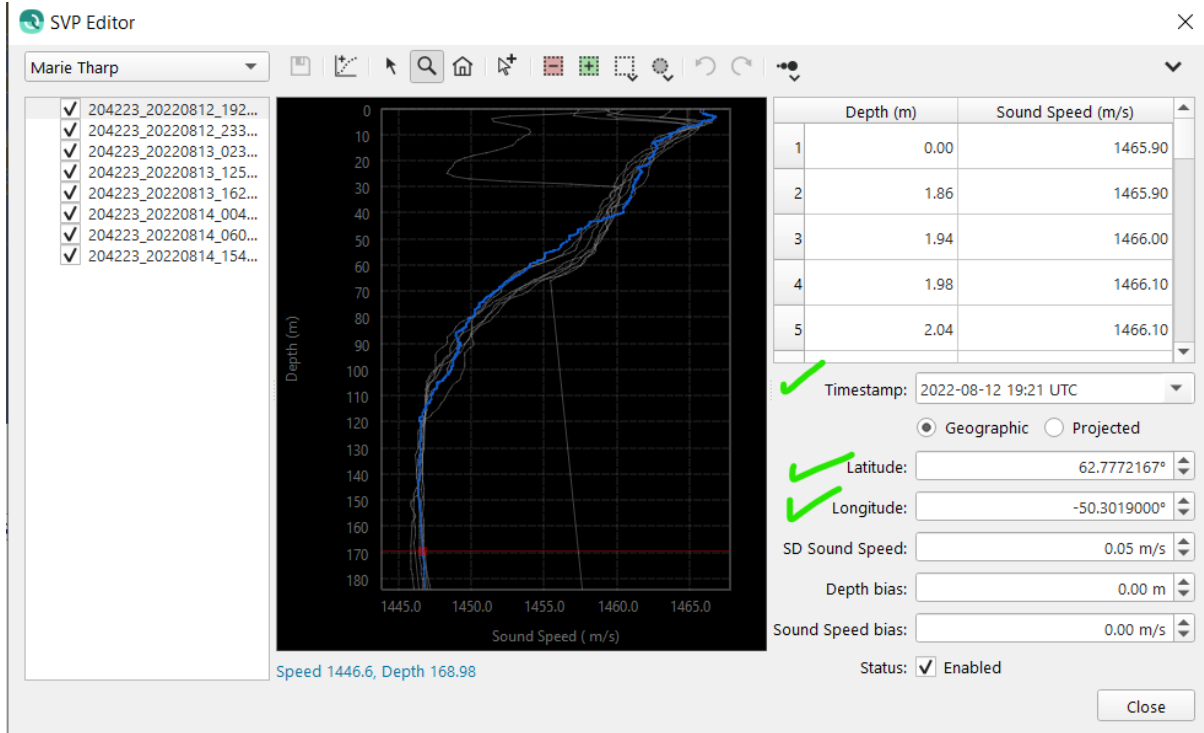 SVP Editor
Marie Tharp
204223_20220812_192...
204223_20220812_233...
204223_20220813_023...
204223_20220813_125...
204223_20220813_162...
204223_20220814_004...
204223_20220814_060...
204223_20220814_154...
0
10
20
30
40
50
60
70
80
90
100
110
120
130
140
150
160
170
180
Depth (m)
1445.0 1450.0 1455.0 1460.0 1465.0
Sound Speed ( m/s)
Speed 1446.6, Depth 168.98
Depth (m) Sound Speed (m/s)
1 0.00 1465.90
2 1.86 1465.90
3 1.94 1466.00
4 1.98 1466.10
5 2.04 1466.10
Timestamp: 2022-08-12 19:21 UTC
Geographic Projected
Latitude: 62.7772167°
Longitude: -50.3019000°
SD Sound Speed: 0.05 m/s
Depth bias: 0.00 m
Sound Speed bias: 0.00 m/s
Status: Enabled
Close